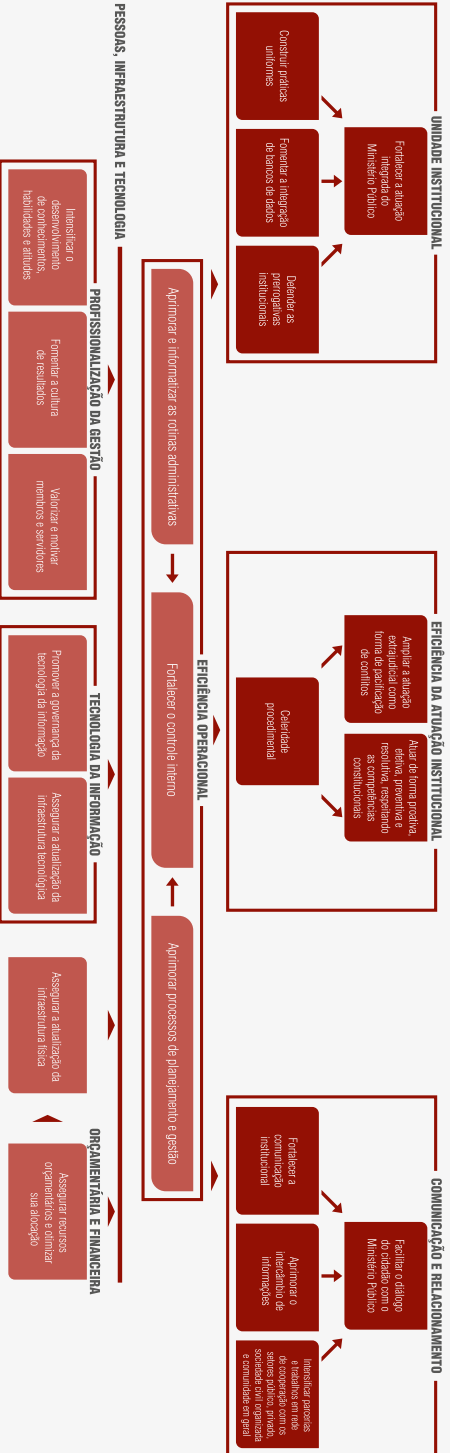 UNIDADE INSTITUCIONAL
Fortalecer a atuação
integrada do
Ministério Público
Construir práticas
uniformes
Fomentar a integração
de bancos de dados
Defender as
prerrogativas
institucionais
EFICIÊNCIA DA ATUAÇÃO INSTITUCIONAL
Ampliar a atuação
extrajudicial como
forma de pacificação
de conflitos
Atuar de forma proativa,
efetiva, preventiva e
resolutiva, respeitando
as competências
constitucionais
Celeridade
procedimental
COMUNICAÇÃO E RELACIONAMENTO
Facilitar o diálogo
do cidadão com o
Ministério Público
Fortalecer a
comunicação
institucional
Aprimorar o
intercâmbio de
informações
Intensificar parcerias
e trabalhos em rede
de cooperação com os
setores público, privado,
sociedade civil organizada
e comunidade em geral
EFICIÊNCIA OPERACIONAL
Aprimorar e informatizar as rotinas administrativas
Fortalecer o controle interno
Aprimorar processos de planejamento e gestão
PESSOAS, INFRAESTRUTURA E TECNOLOGIA
PROFISSIONALIZAÇÃO DA GESTÃO
Intensificar o
desenvolvimento
de conhecimentos,
habilidades e atitudes
Fomentar a cultura
de resultados
Valorizar e motivar
membros e servidores
TECNOLOGIA DA INFORMAÇÃO
Promover a governança da
tecnologia da informação
Assegurar a atualização da
infraestrutura tecnológica
Assegurar a atualização da
infraestrutura física
ORÇAMENTÁRIA E FINANCEIRA
Assegurar recursos
orçamentários e otimizar
sua alocação